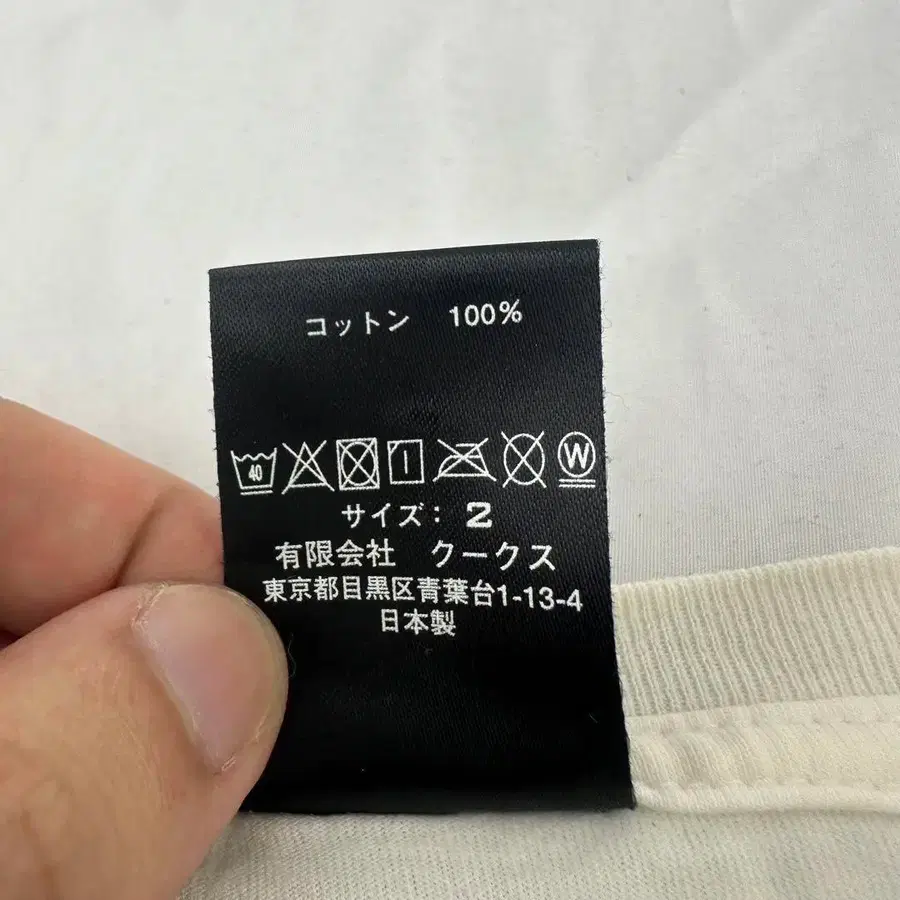 コットン 100%
40 W
サイズ: 2
有限会社 クークス
東京都目黒区青葉台1-13-4
日本製